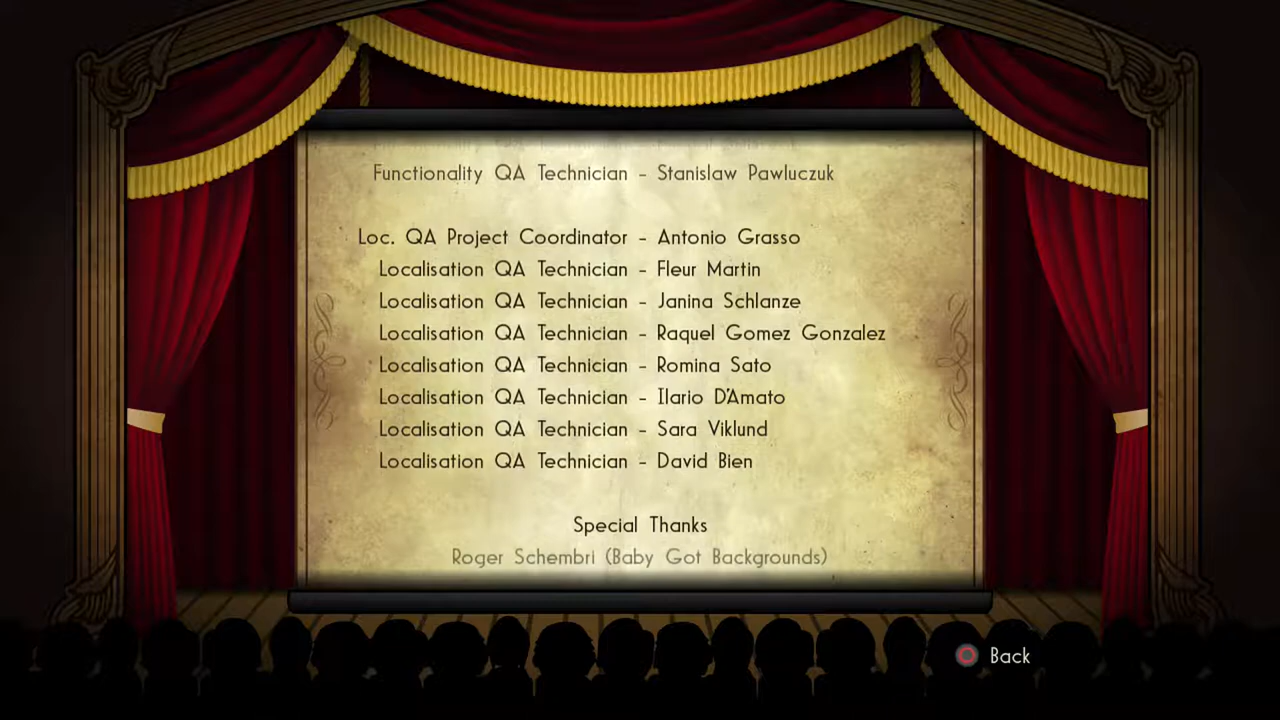 Functionality QA Technician - Stanislaw Pawluczuk
Loc. QA Project Coordinator - Antonio Grasso
Localisation QA Technician - Fleur Martin
Localisation QA Technician - Janina Schlanze
Localisation QA Technician - Raquel Gomez Gonzalez
Localisation QA Technician - Romina Sato
Localisation QA Technician - Ilario D'Amato
Localisation QA Technician - Sara Viklund
Localisation QA Technician - David Bien
Special Thanks
Roger Schembri (Baby Got Backgrounds)
Back